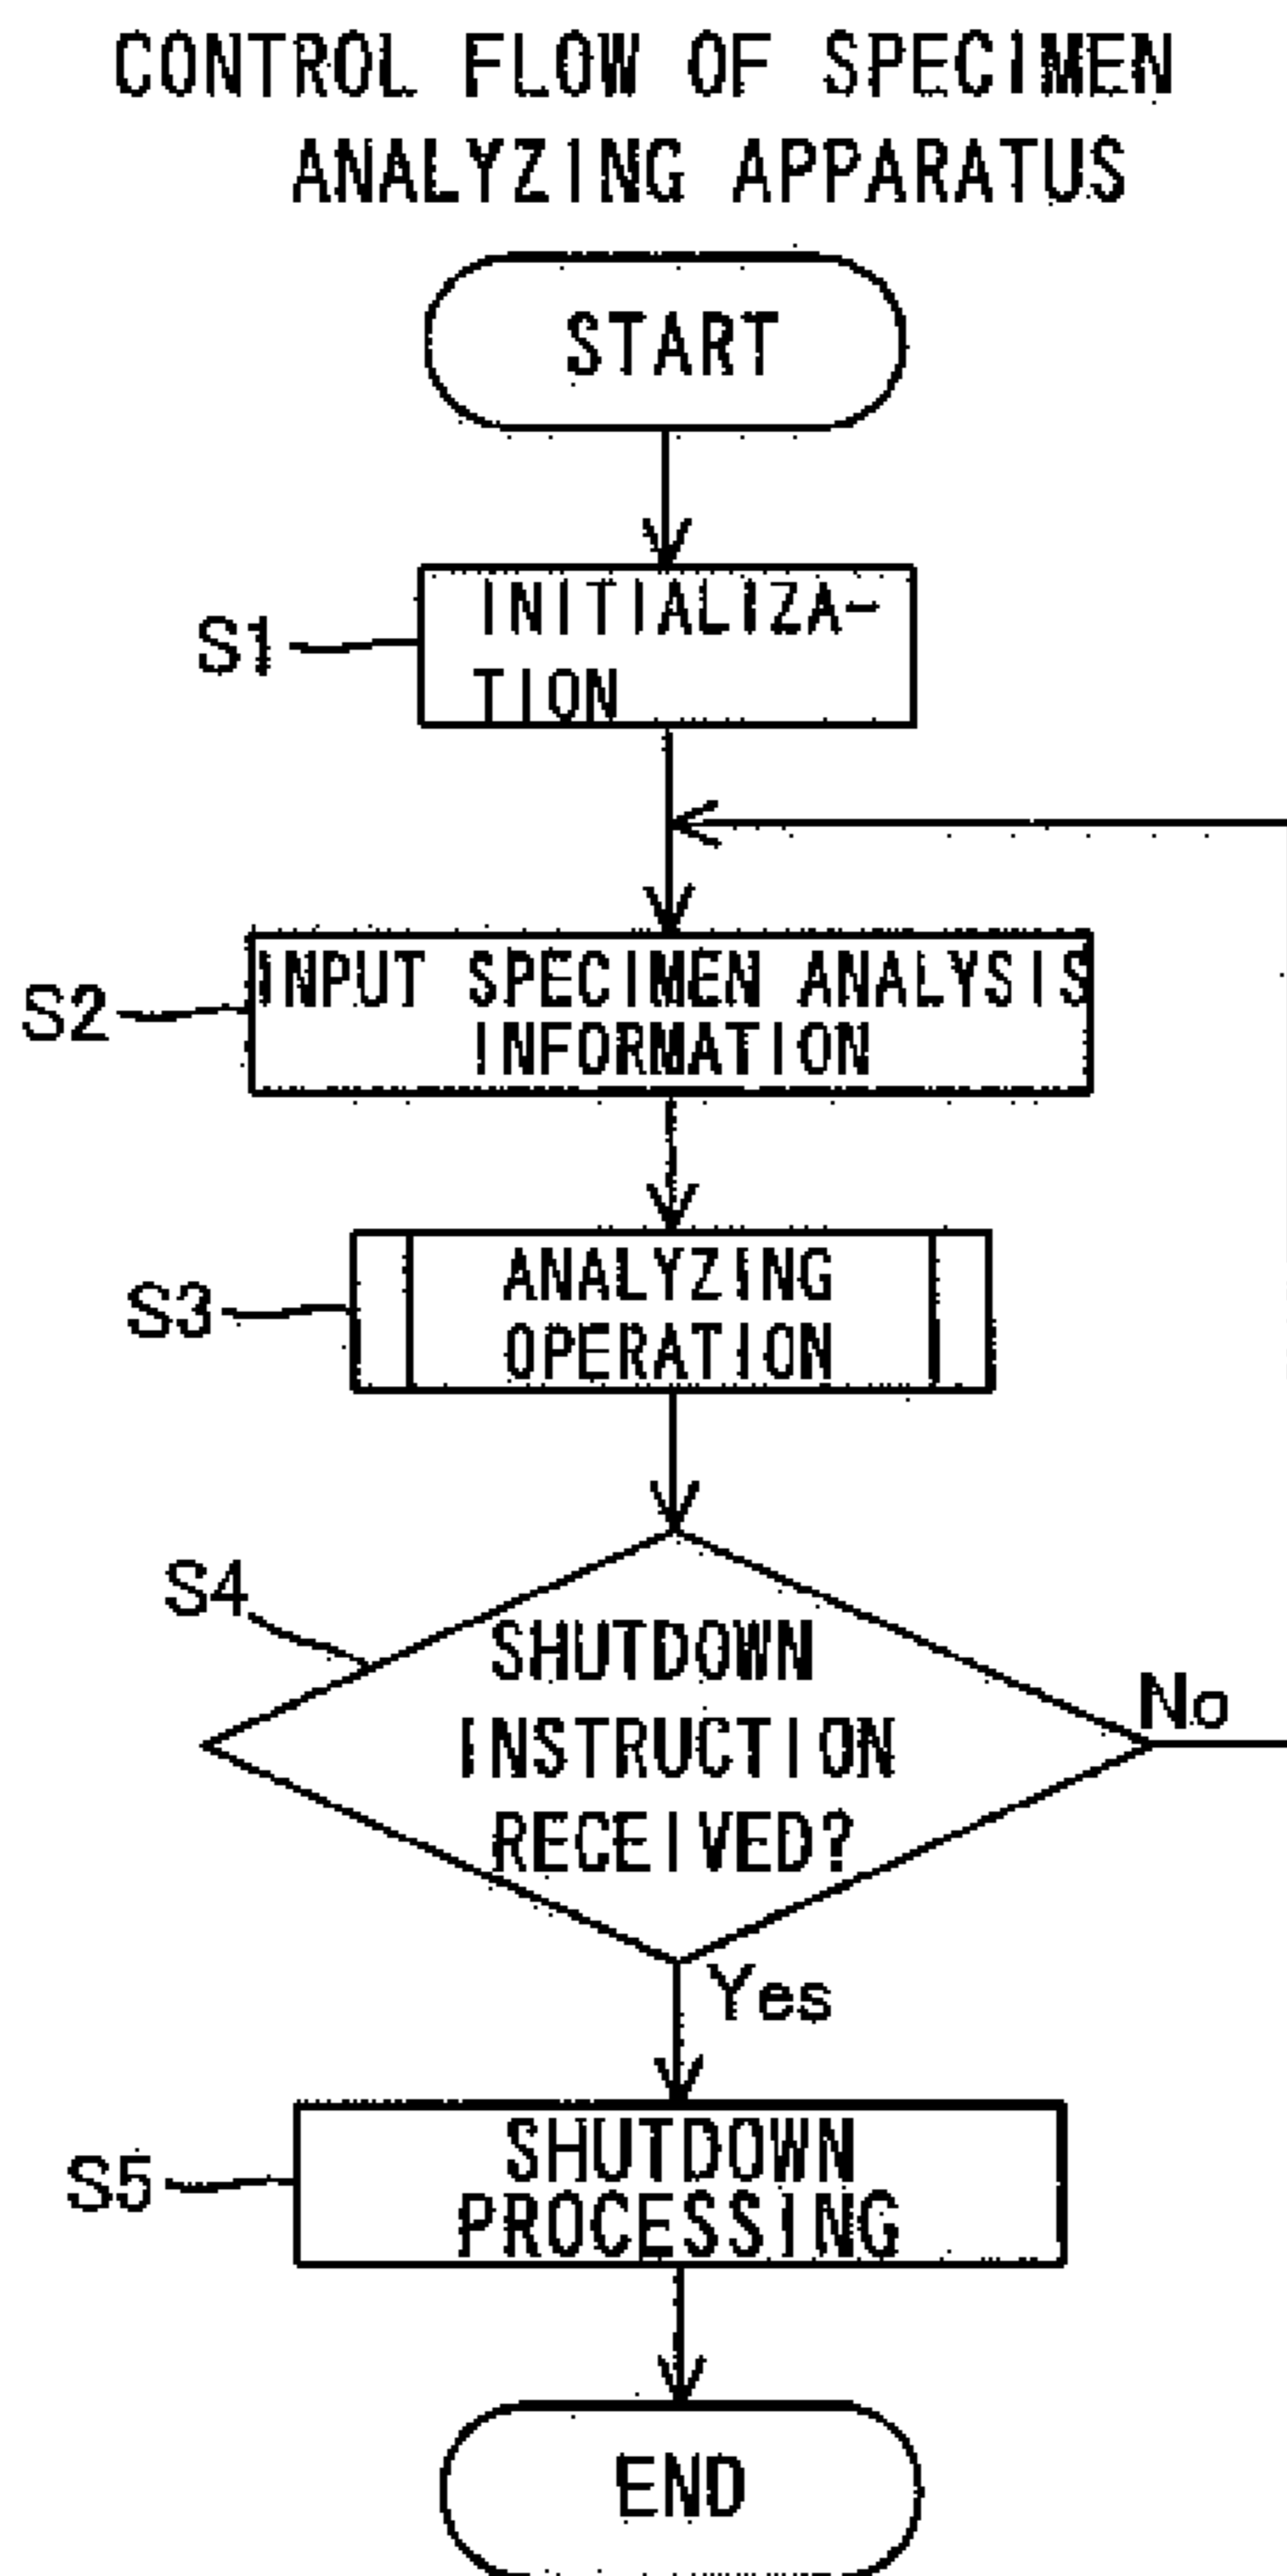 CONTROL FLOW OF SPECIMEN
ANALYZING APPARATUS
START
S1
INITIALIZA-
TION
S2
INPUT SPECIMEN ANALYSIS
INFORMATION
S3
ANALYZING
OPERATION
S4
SHUTDOWN
INSTRUCTION
RECEIVED?
No
Yes
S5
SHUTDOWN
PROCESSING
END